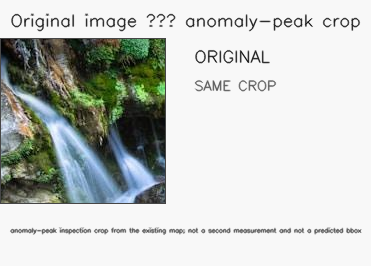 Original image ??? anomaly-peak crop
ORIGINAL
SAME CROP
anomaly-peak inspection crop from the existing map; not a second measurement and not a predicted bbox